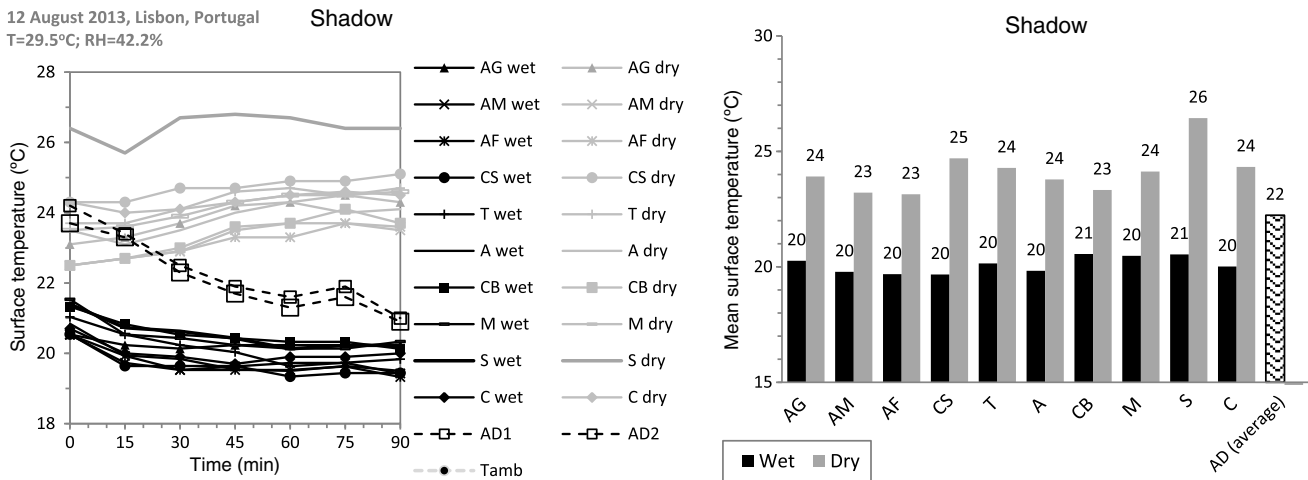 12 August 2013, Lisbon, Portugal
T=29.5ºC; RH=42.2%
Shadow
Surface temperature (ºC)
28
26
24
22
20
18
0 15 30 45 60 75 90
Time (min)
AG wet AG dry
AM wet AM dry
AF wet AF dry
CS wet CS dry
T wet T dry
A wet A dry
CB wet CB dry
M wet M dry
S wet S dry
C wet C dry
AD1 AD2
Tamb
Shadow
Mean surface temperature (ºC)
30
25
20
15
20 24 20 23 20 23 20 25 20 24 20 24 21 23 20 24 21 26 20 24 22
AG AM AF CS T A CB M S C AD (average)
Wet Dry